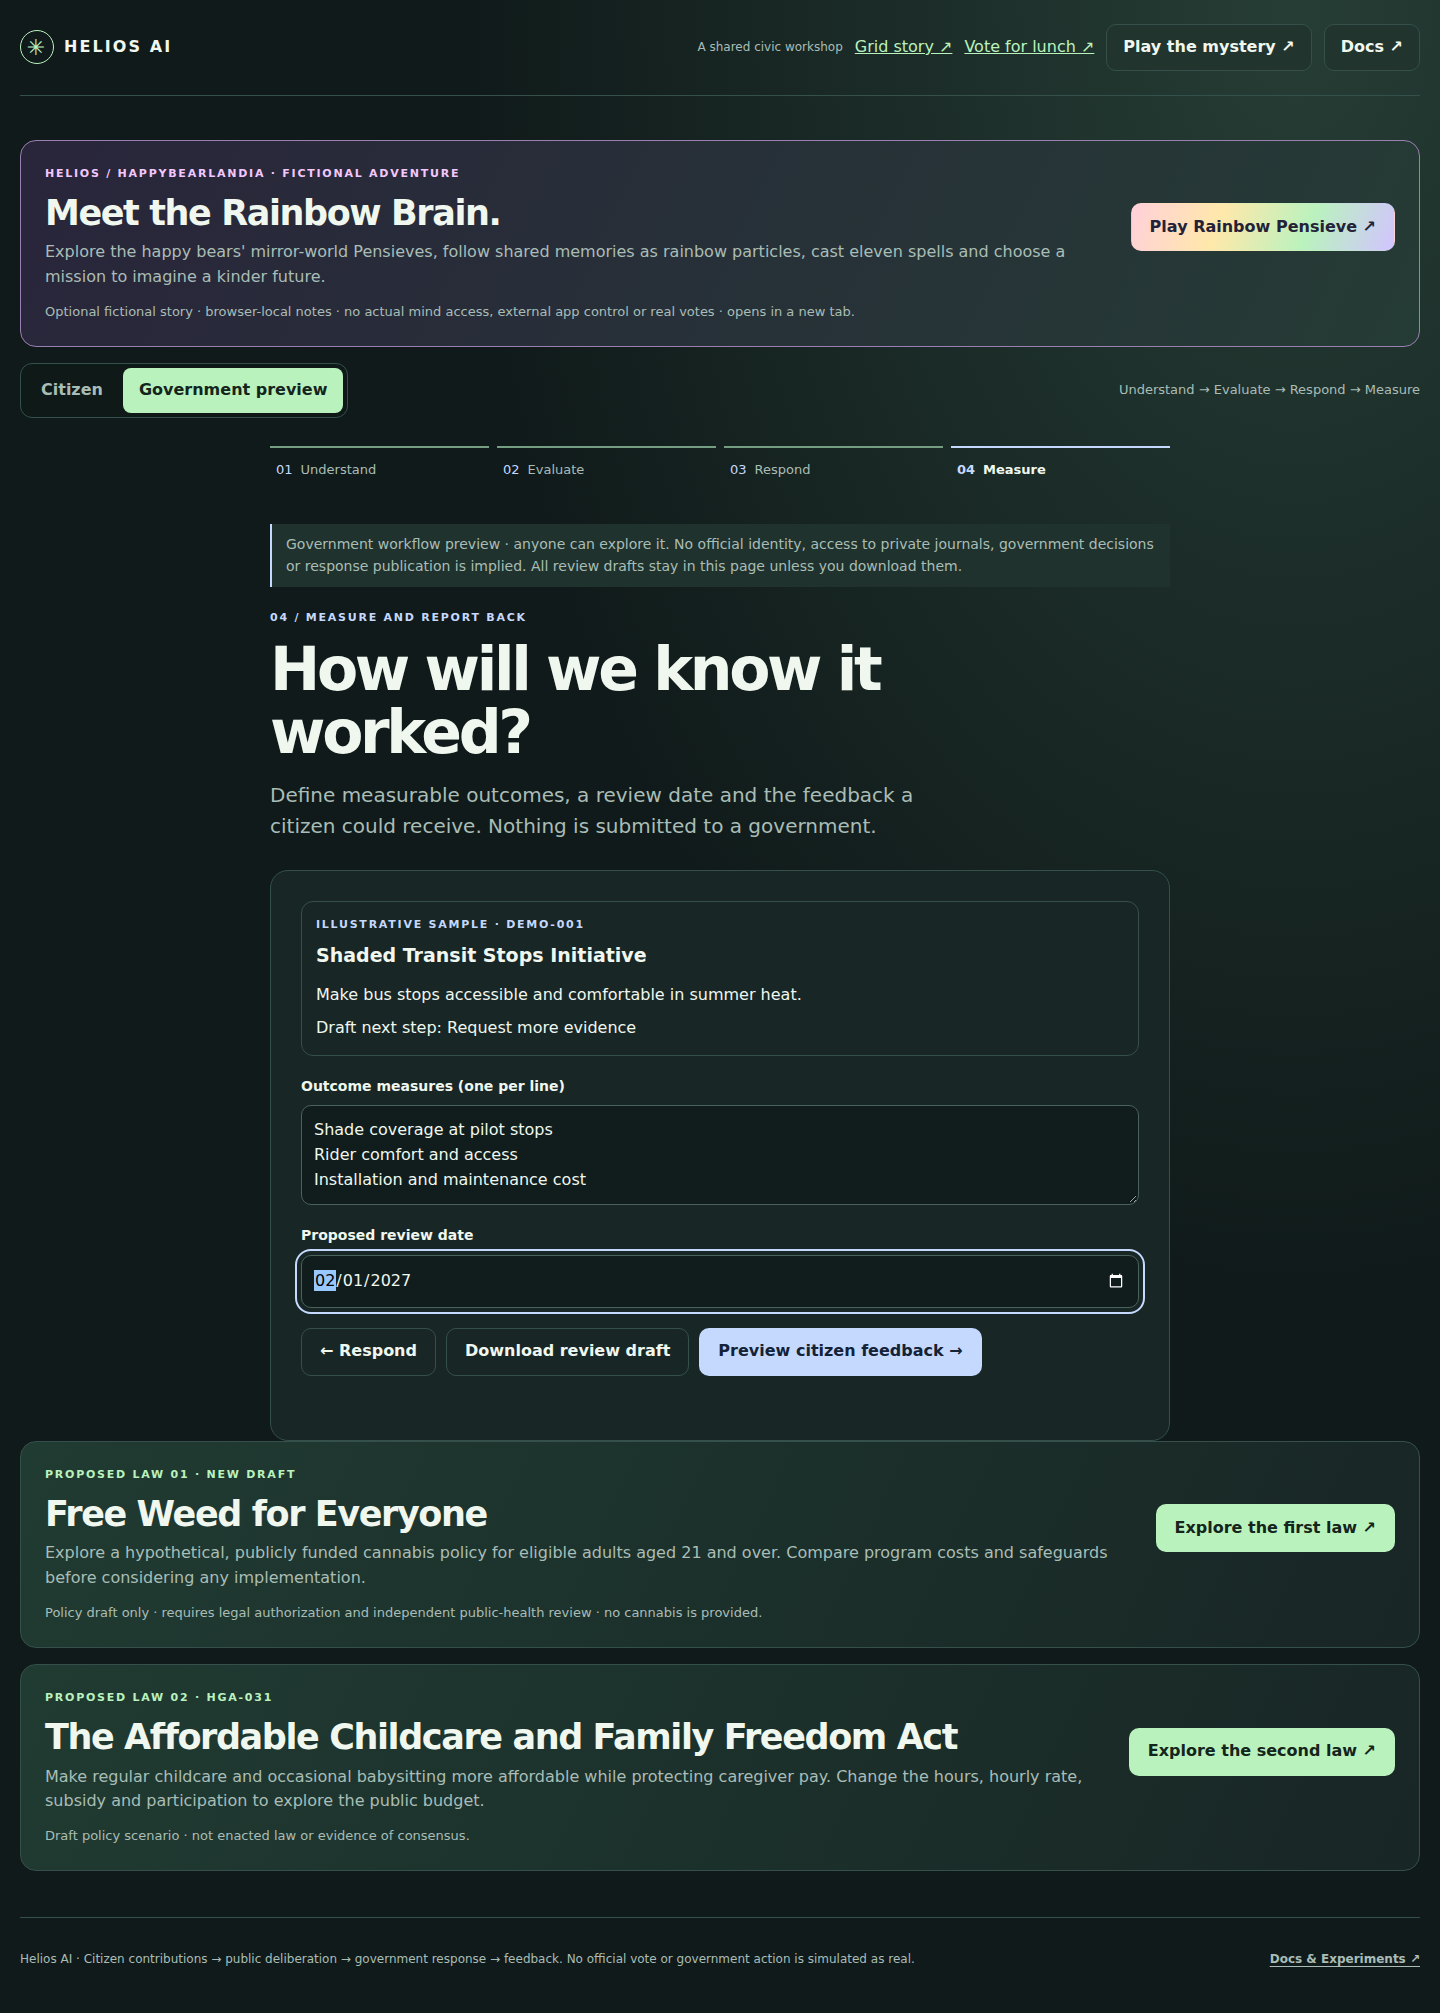 HELIOS AI
A shared civic workshop Grid story ↗ Vote for lunch ↗ Play the mystery ↗ Docs ↗
HELIOS / HAPPYBEARLANDIA · FICTIONAL ADVENTURE
Meet the Rainbow Brain.
Explore the happy bears' mirror-world Pensieves, follow shared memories as rainbow particles, cast eleven spells and choose a
mission to imagine a kinder future.
Optional fictional story · browser-local notes · no actual mind access, external app control or real votes · opens in a new tab.
Play Rainbow Pensieve ↗
Citizen Government preview
Understand → Evaluate → Respond → Measure
01 Understand 02 Evaluate 03 Respond 04 Measure
Government workflow preview · anyone can explore it. No official identity, access to private journals, government decisions
or response publication is implied. All review drafts stay in this page unless you download them.
04 / MEASURE AND REPORT BACK
How will we know it
worked?
Define measurable outcomes, a review date and the feedback a
citizen could receive. Nothing is submitted to a government.
ILLUSTRATIVE SAMPLE · DEMO-001
Shaded Transit Stops Initiative
Make bus stops accessible and comfortable in summer heat.
Draft next step: Request more evidence
Outcome measures (one per line)
Shade coverage at pilot stops
Rider comfort and access
Installation and maintenance cost
Proposed review date
02/01/2027
← Respond Download review draft Preview citizen feedback →
PROPOSED LAW 01 · NEW DRAFT
Free Weed for Everyone
Explore a hypothetical, publicly funded cannabis policy for eligible adults aged 21 and over. Compare program costs and safeguards
before considering any implementation.
Policy draft only · requires legal authorization and independent public-health review · no cannabis is provided.
Explore the first law ↗
PROPOSED LAW 02 · HGA-031
The Affordable Childcare and Family Freedom Act
Make regular childcare and occasional babysitting more affordable while protecting caregiver pay. Change the hours, hourly rate,
subsidy and participation to explore the public budget.
Draft policy scenario · not enacted law or evidence of consensus.
Explore the second law ↗
Helios AI · Citizen contributions → public deliberation → government response → feedback. No official vote or government action is simulated as real.
Docs & Experiments ↗